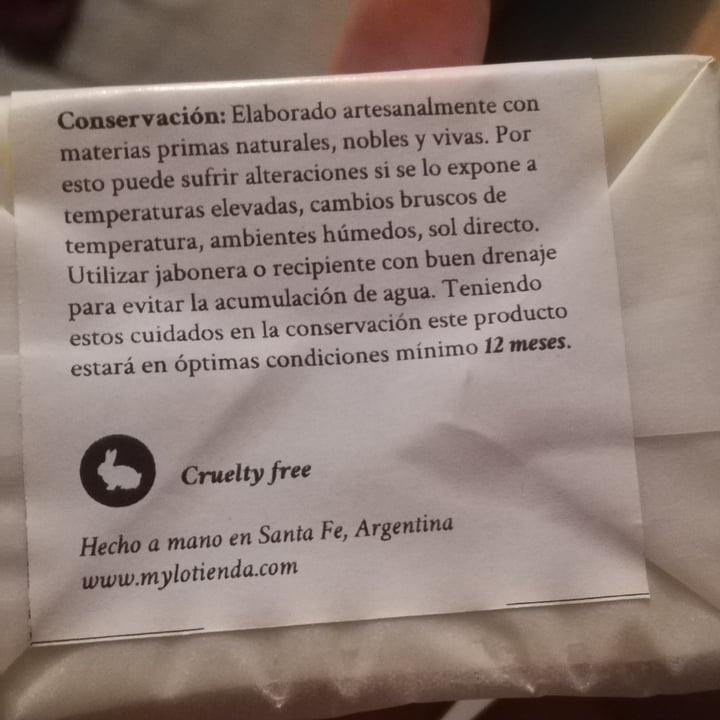 Conservación: Elaborado artesanalmente con
materias primas naturales, nobles y vivas. Por
esto puede sufrir alteraciones si se lo expone a
temperaturas elevadas, cambios bruscos de
temperatura, ambientes húmedos, sol directo.
Utilizar jabonera o recipiente con buen drenaje
para evitar la acumulación de agua. Teniendo
estos cuidados en la conservación este producto
estará en óptimas condiciones mínimo 12 meses.
Cruelty free
Hecho a mano en Santa Fe, Argentina
www.mylotienda.com